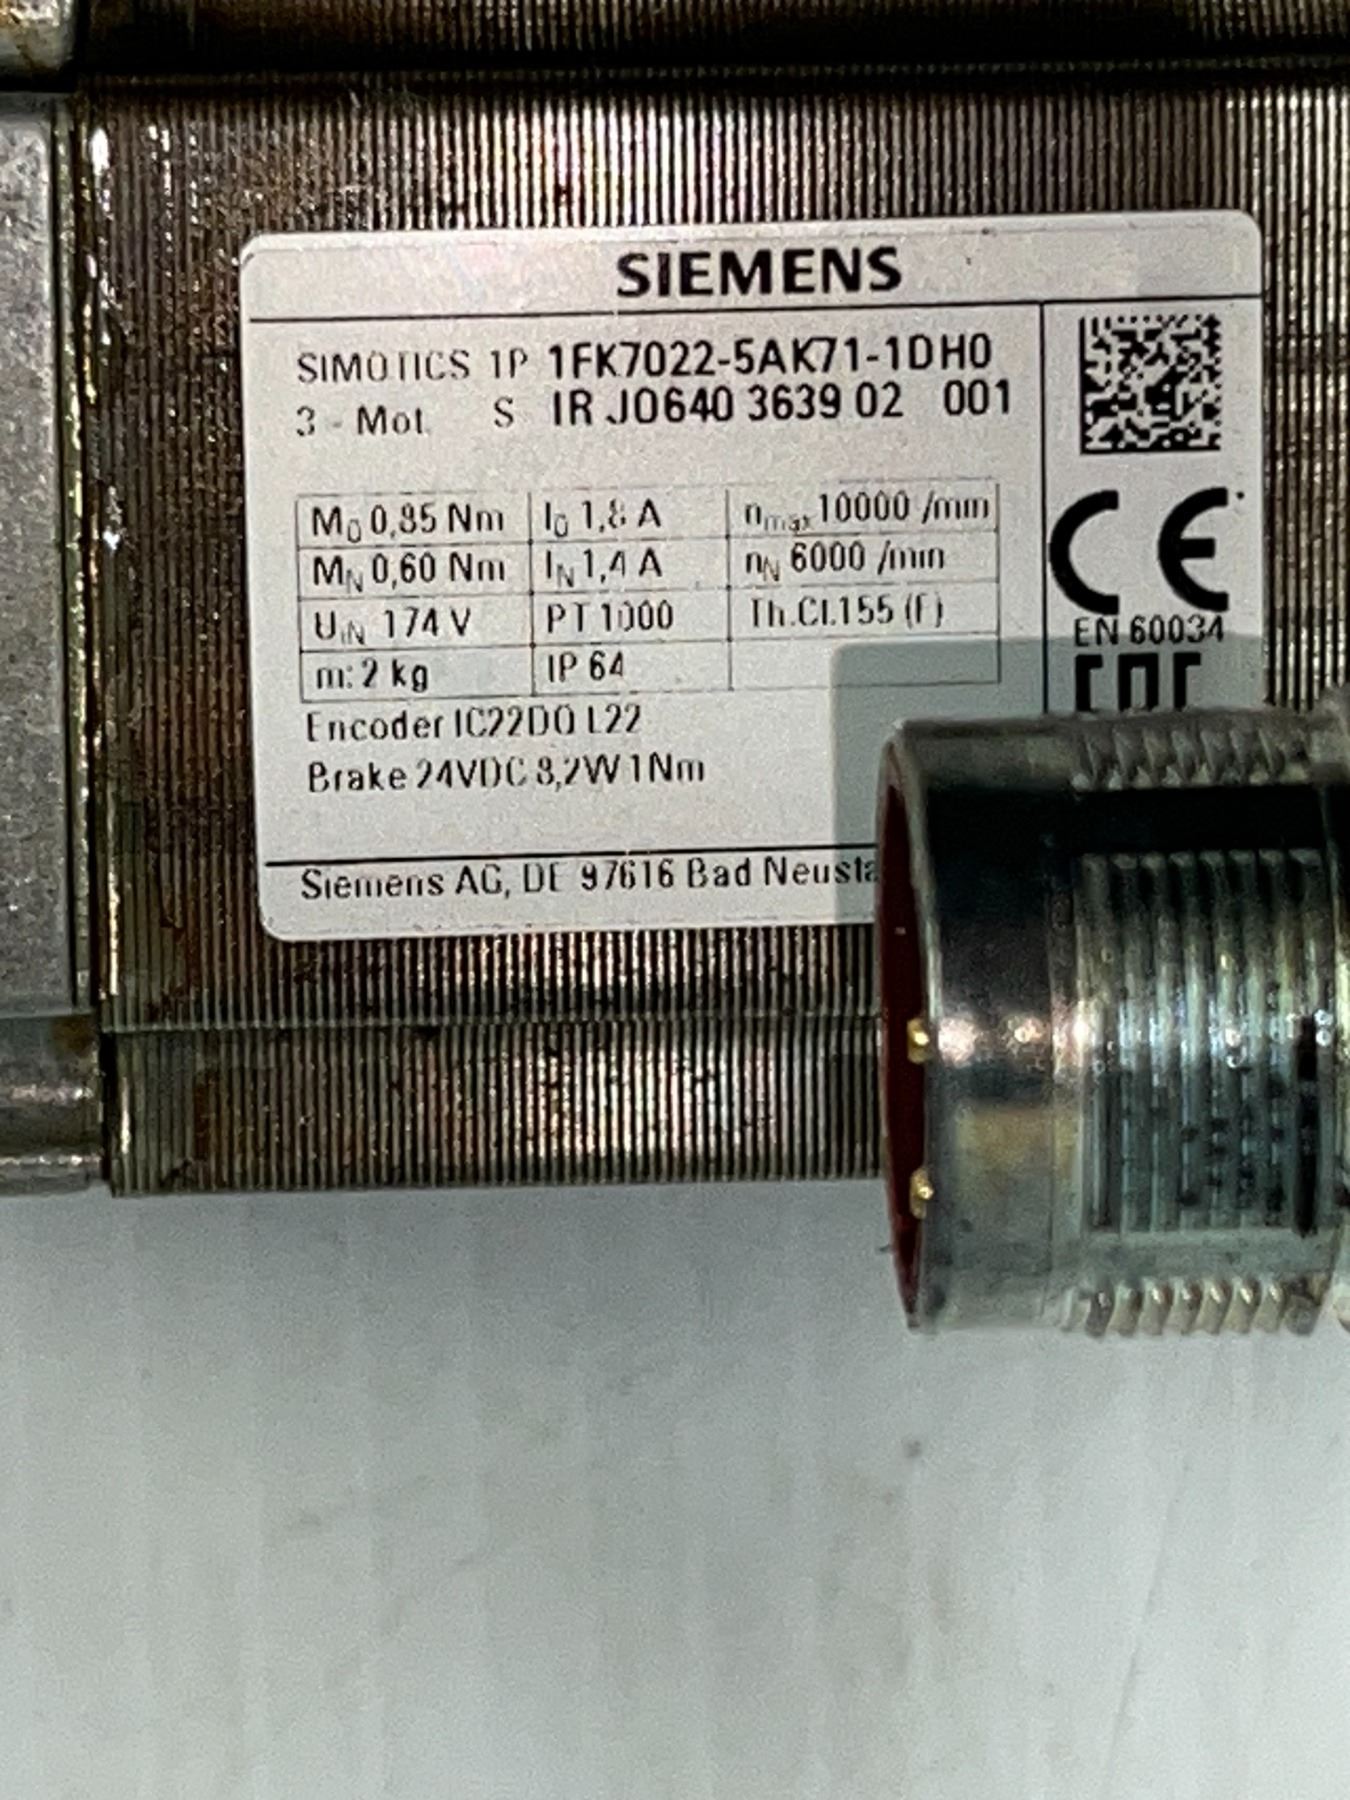 SIEMENS
SIMOTICS 1P 1FK7022-5AK71-1DH0
3 ~ Mot. S IR J0640 3639 02 001
M0 0,85 Nm I0 1,8 A nmax 10000 /min
MN 0,60 Nm IN 1,4 A nN 6000 /min
UIN 174 V PT 1000 Th.Cl.155 (F)
m: 2 kg IP 64
Encoder IC22DQ L22
Brake 24VDC 8,2W 1Nm
Siemens AG, DE 97616 Bad
CE
EN 60034